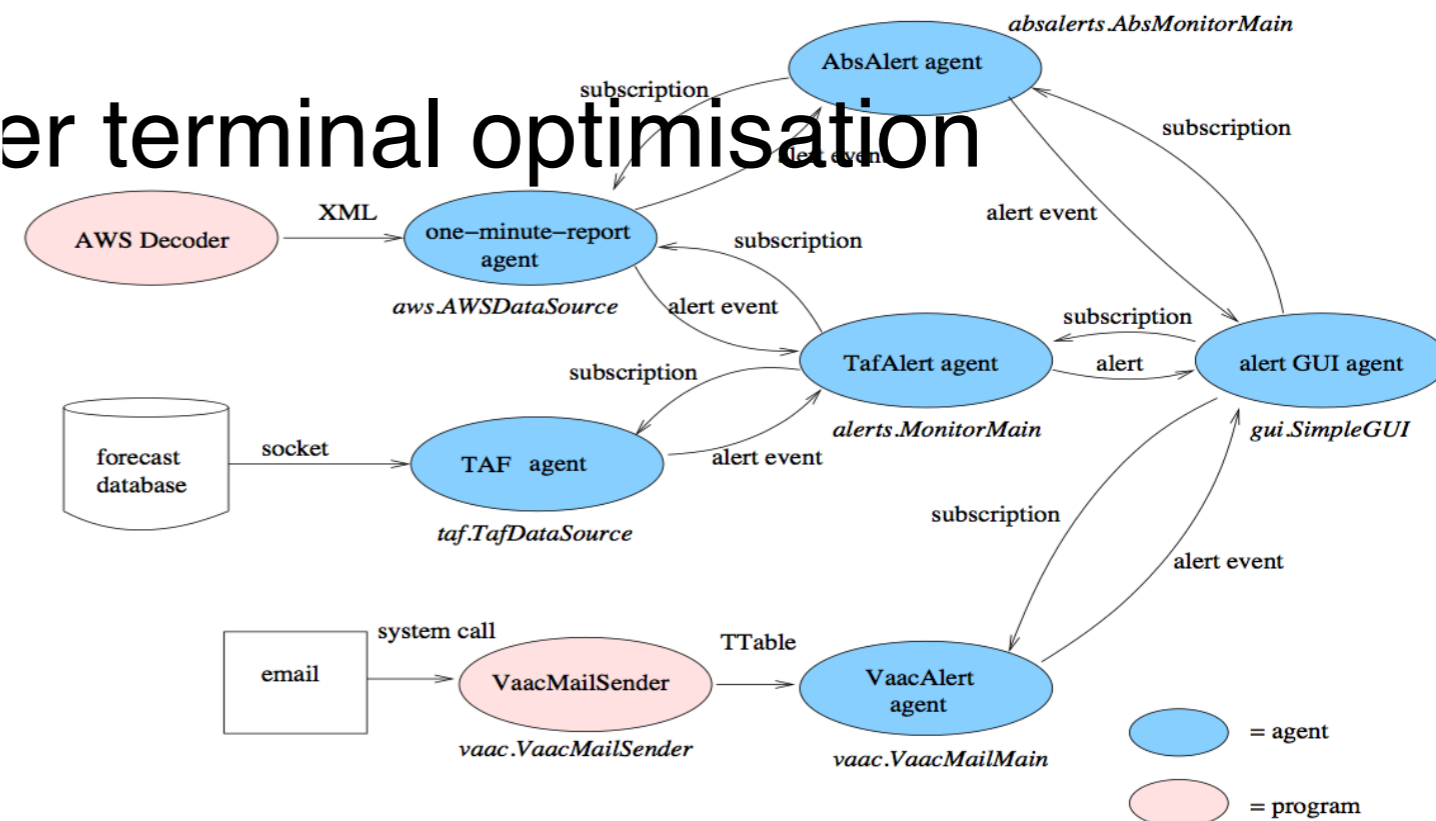 absalerts.AbsMonitorMain
AbsAlert agent
subscription
er terminal optimisation
subscription
alert event
XML
alert event
AWS Decoder
one−minute−report
agent
subscription
aws.AWSDataSource
alert event
subscription
TafAlert agent
alert
alert GUI agent
subscription
alerts.MonitorMain
gui.SimpleGUI
forecast
database
socket
TAF agent
alert event
taf.TafDataSource
subscription
alert event
system call
TTable
email
VaacMailSender
VaacAlert
agent
vaac.VaacMailSender
vaac.VaacMailMain
= agent
= program